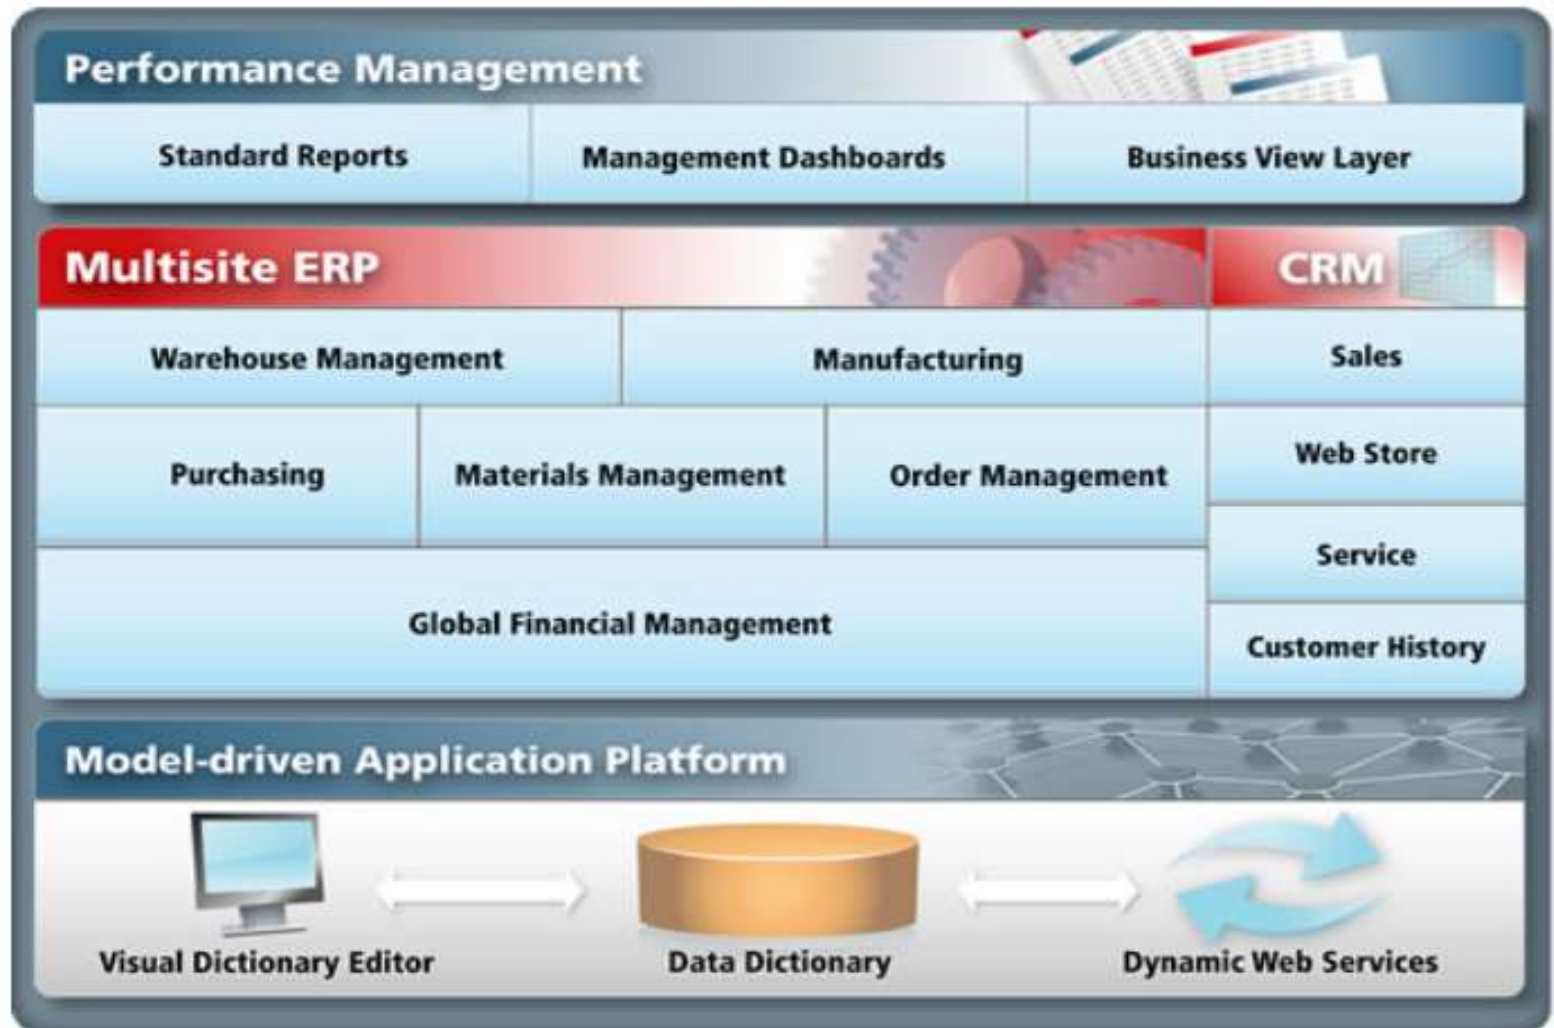 Performance Management
Standard Reports
Management Dashboards
Business View Layer
Multisite ERP
CRM
Warehouse Management
Manufacturing
Sales
Purchasing
Materials Management
Order Management
Web Store
Service
Global Financial Management
Customer History
Model-driven Application Platform
Visual Dictionary Editor
Data Dictionary
Dynamic Web Services